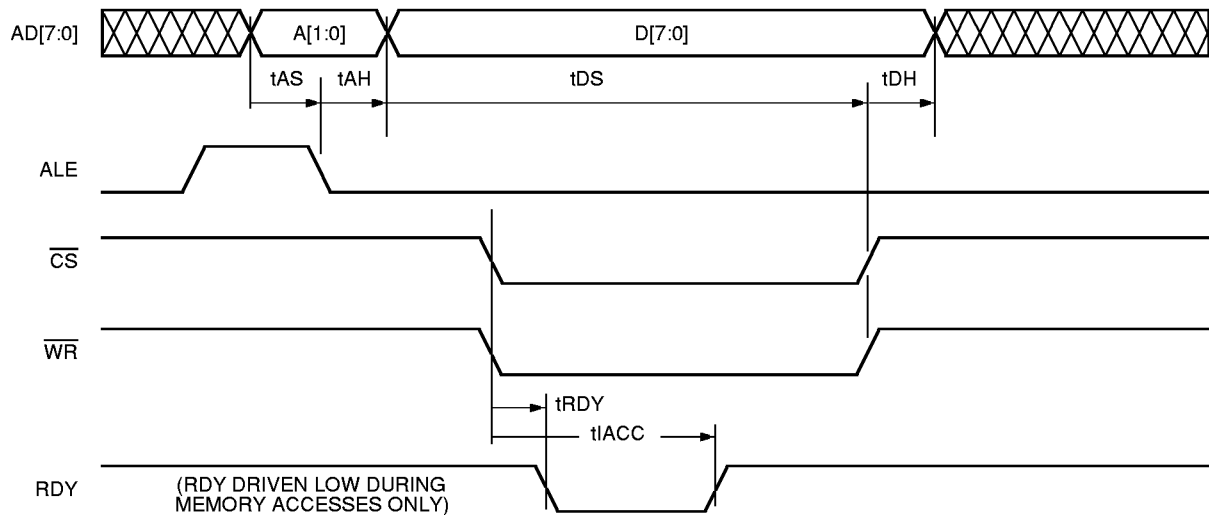 AD[7:0]
A[1:0]
D[7:0]
tAS
tAH
tDS
tDH
ALE
CS
WR
tRDY
tIACC
RDY
(RDY DRIVEN LOW DURING
MEMORY ACCESSES ONLY)